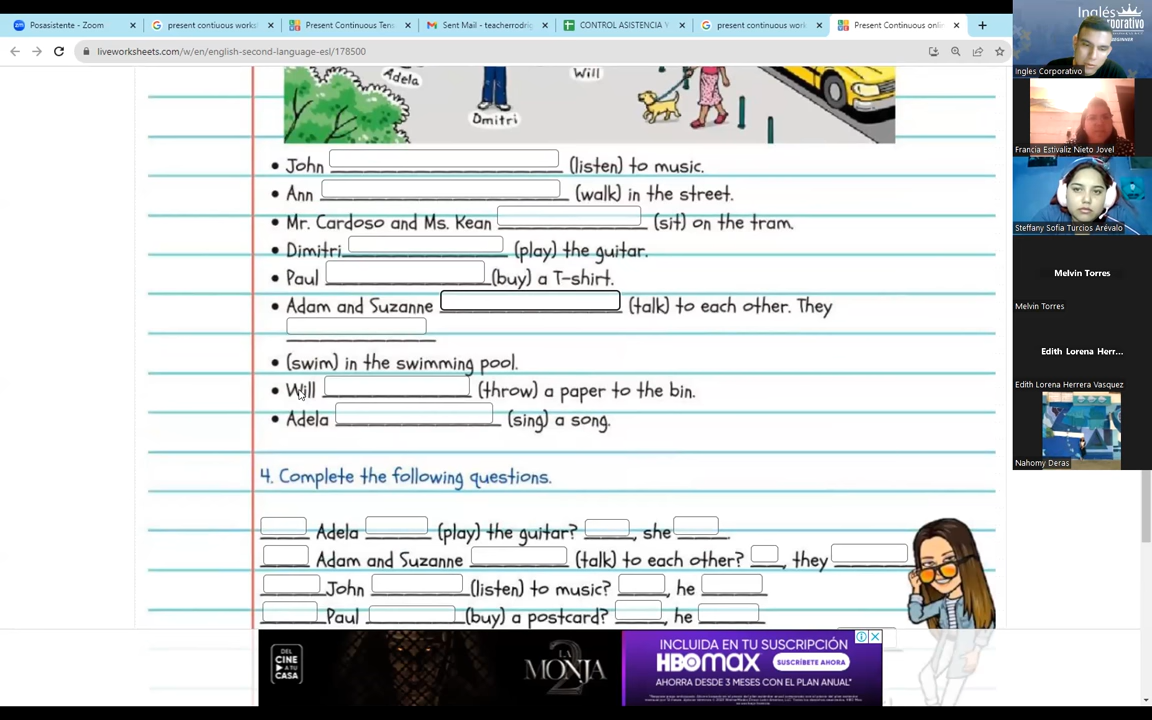 Posasistente - Zoom
present contiuous works
Present Continuous Tens
Sent Mail - teacherrodrig
CONTROL ASISTENCIA Y
present continuous work
Present Continuous onlin
liveworksheets.com/w/en/english-second-language-esl/178500
Adela
Will
Dmitri
• John (listen) to music.
• Ann (walk) in the street.
• Mr. Cardoso and Ms. Kean (sit) on the tram.
• Dimitri (play) the guitar.
• Paul (buy) a T-shirt.
• Adam and Suzanne (talk) to each other. They
• (swim) in the swimming pool.
• Will (throw) a paper to the bin.
• Adela (sing) a song.
4. Complete the following questions.
Adela (play) the guitar? , she .
Adam and Suzanne (talk) to each other? , they
John (listen) to music? , he
Paul (buy) a postcard? , he
DEL
CINE
A TU
CASA
LA
MONJA
2
INCLUIDA EN TU SUSCRIPCIÓN
HBOmax
SUSCRÍBETE AHORA
AHORRA DESDE 3 MESES CON EL PLAN ANUAL*
Inglés
Ingles Corporativo
Francia Estivaliz Nieto Jovel
Steffany Sofia Turcios Arévalo
Melvin Torres
Melvin Torres
Edith Lorena Herr...
Edith Lorena Herrera Vasquez
Nahomy Deras